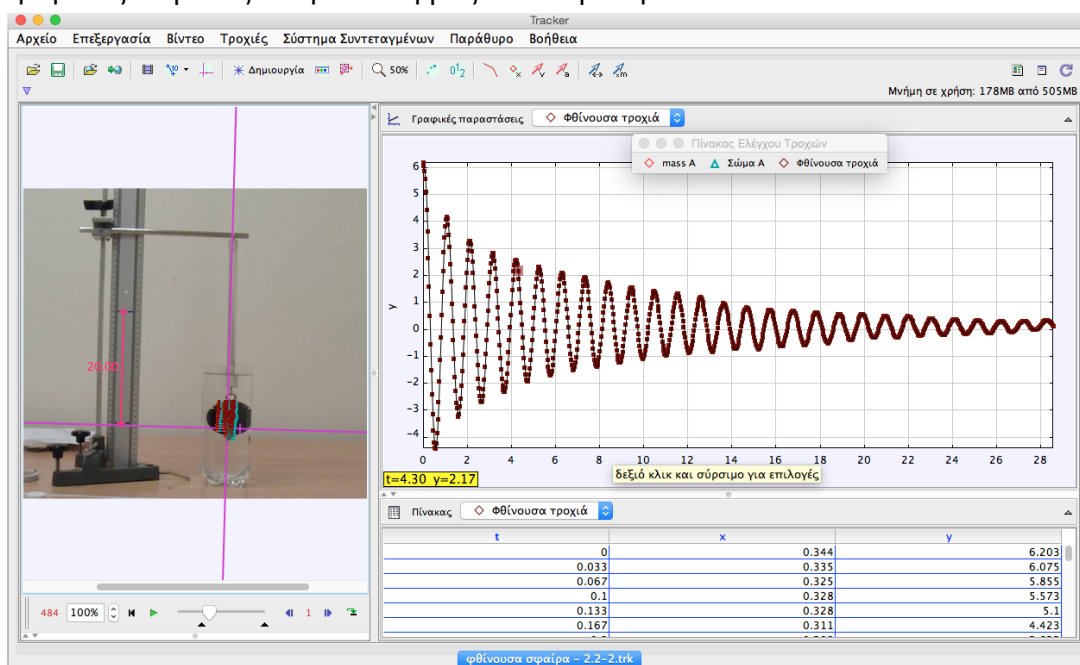 Tracker
Αρχείο Επεξεργασία Βίντεο Τροχιές Σύστημα Συντεταγμένων Παράθυρο Βοήθεια
Δημιουργία 50%
Μνήμη σε χρήση: 178MB από 505MB
Γραφικές παραστάσεις Φθίνουσα τροχιά
Πίνακας Ελέγχου Τροχιών
mass A Σώμα Α Φθίνουσα τροχιά
6
5
4
3
2
1
0
-1
-2
-3
-4
y
0 2 4 6 8 10 12 14 16 18 20 22 24 26 28
20.00
t=4.30 y=2.17
δεξιό κλικ και σύρσιμο για επιλογές
Πίνακας Φθίνουσα τροχιά
t x y
0 0.344 6.203
0.033 0.335 6.075
0.067 0.325 5.855
0.1 0.328 5.573
0.133 0.328 5.1
0.167 0.311 4.423
484 100% 1
φθίνουσα σφαίρα - 2.2-2.trk